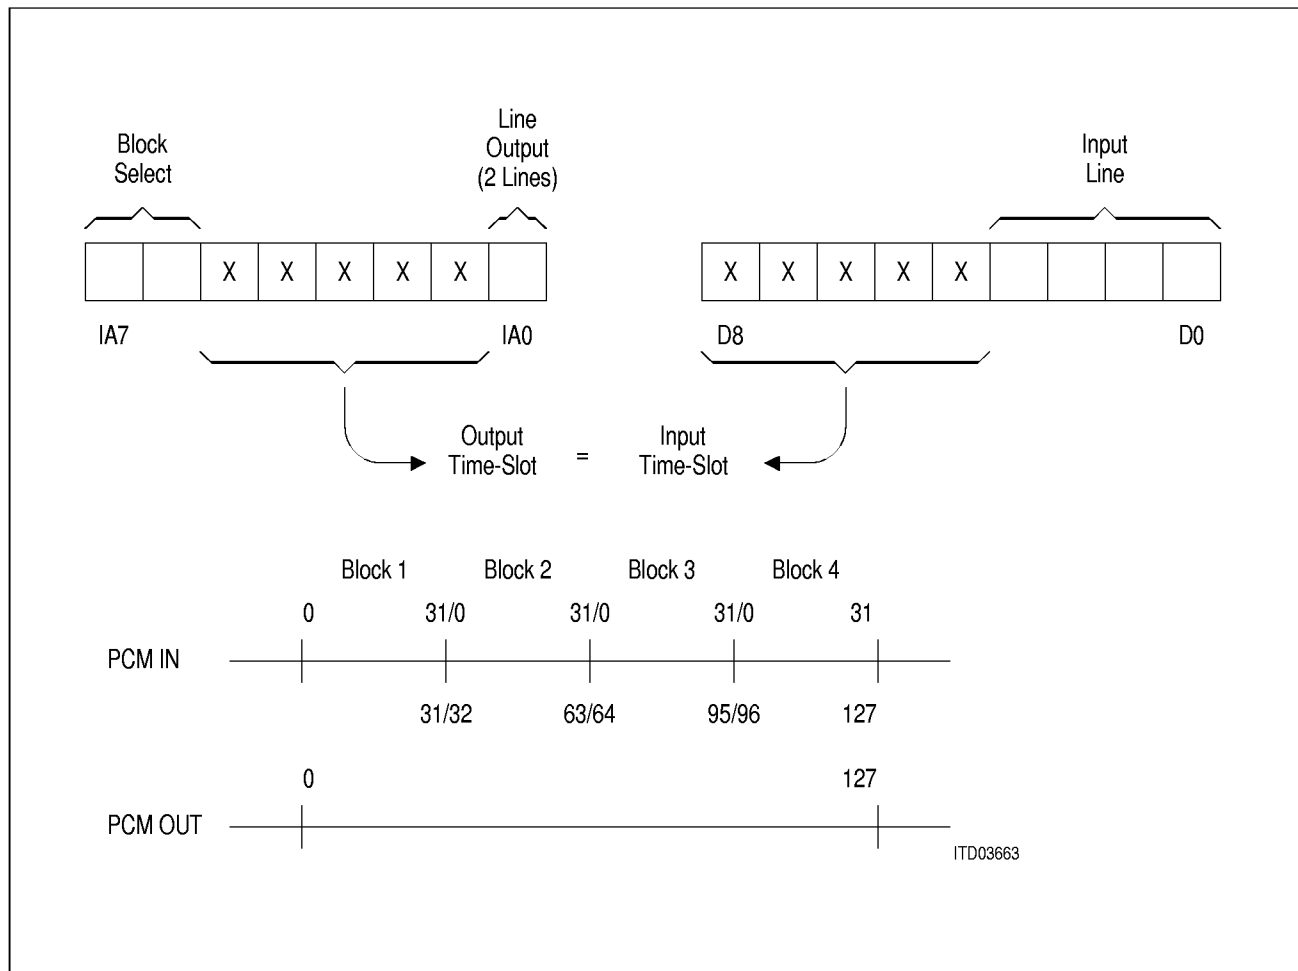 Block
Select
Line
Output
(2 Lines)
Input
Line
X X X X X
X X X X X
IA7
IA0
D8
D0
Output
Time-Slot
=
Input
Time-Slot
Block 1 Block 2 Block 3 Block 4
0 31/0 31/0 31/0 31
PCM IN
31/32 63/64 95/96 127
0 127
PCM OUT
ITD03663